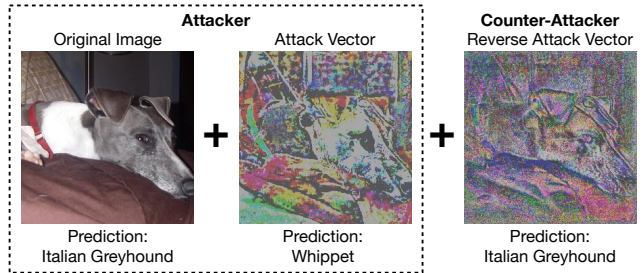 Attacker
Counter-Attacker
Original Image
Attack Vector
Reverse Attack Vector
+
+
Prediction:
Italian Greyhound
Prediction:
Whippet
Prediction:
Italian Greyhound